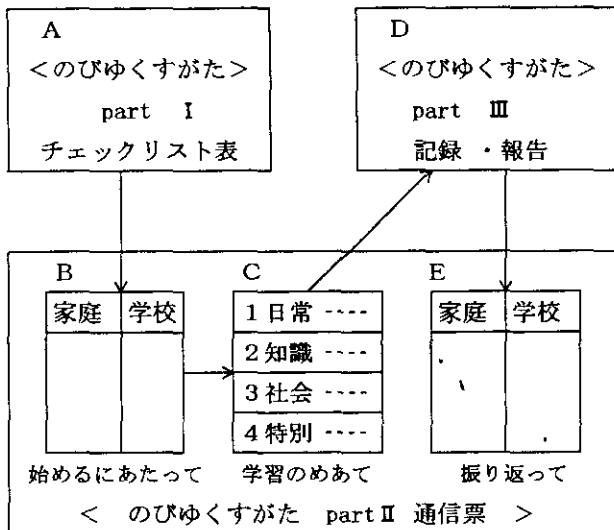 A
<のびゆくすがた>
part Ⅰ
チェックリスト表
D
<のびゆくすがた>
part Ⅲ
記録・報告
B
家庭 学校
始めるにあたって
C
1 日常 ----
2 知識 ----
3 社会 ----
4 特別 ----
学習のめあて
E
家庭 学校
振り返って
< のびゆくすがた partⅡ 通信票 >